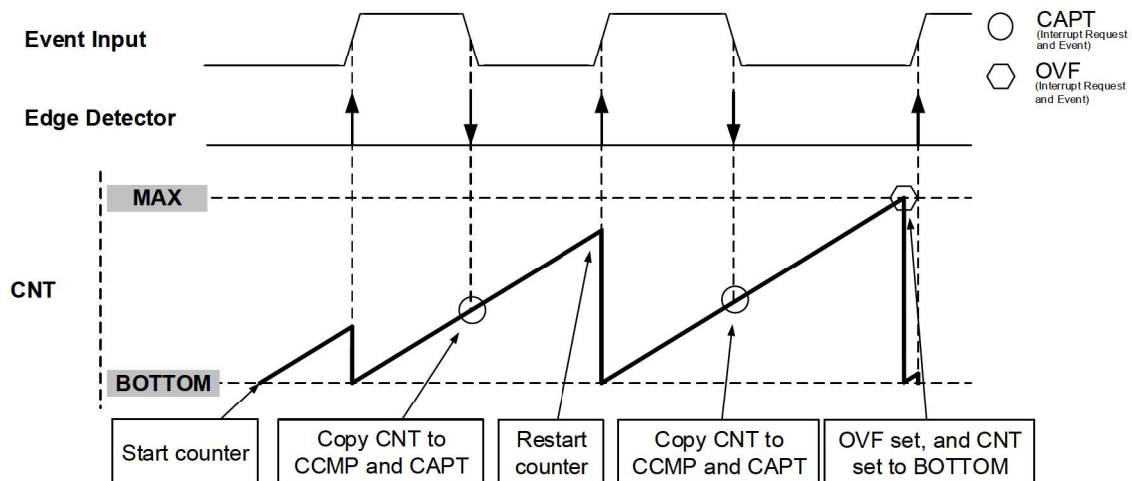 Event Input
CAPT
(Interrupt Request
and Event)
OVF
(Interrupt Request
and Event)
Edge Detector
MAX
CNT
BOTTOM
Start counter
Copy CNT to
CCMP and CAPT
Restart
counter
Copy CNT to
CCMP and CAPT
OVF set, and CNT
set to BOTTOM